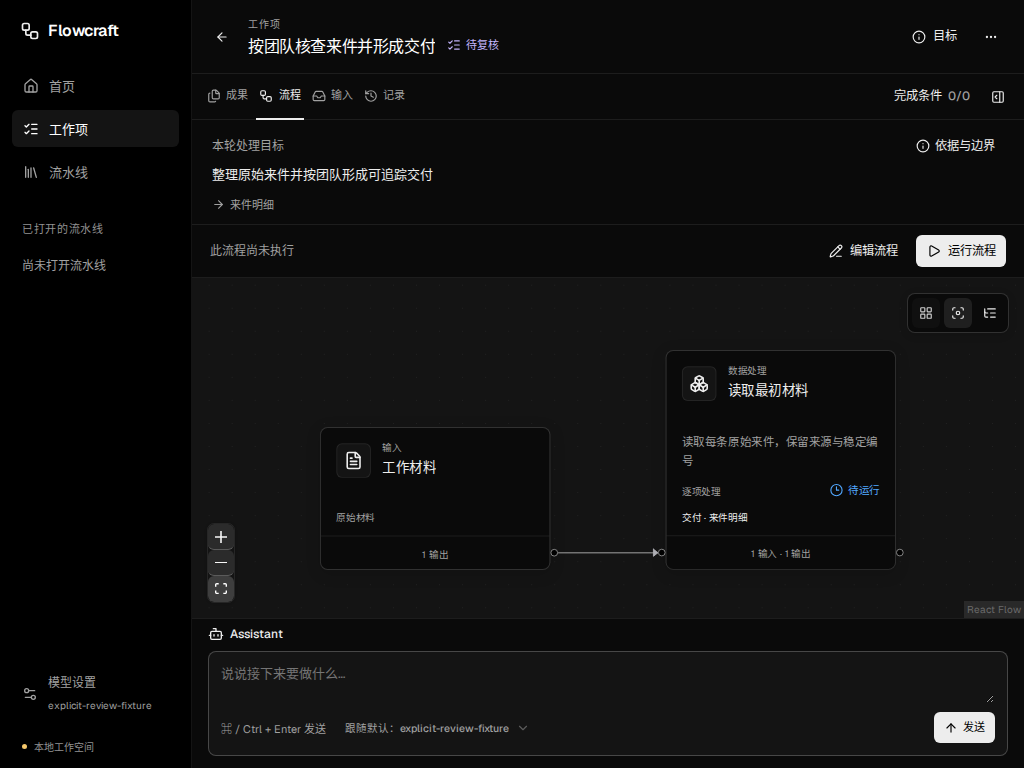 Flowcraft
首页
工作项
流水线
已打开的流水线
尚未打开流水线
模型设置
explicit-review-fixture
本地工作空间
工作项
按团队核查来件并形成交付
待复核
目标
成果
流程
输入
记录
完成条件 0/0
本轮处理目标
依据与边界
整理原始来件并按团队形成可追踪交付
来件明细
此流程尚未执行
编辑流程
运行流程
输入
工作材料
原始材料
1 输出
数据处理
读取最初材料
读取每条原始来件，保留来源与稳定编
号
逐项处理
待运行
交付 · 来件明细
1 输入 · 1 输出
React Flow
Assistant
说说接下来要做什么...
⌘ / Ctrl + Enter 发送
跟随默认：explicit-review-fixture
发送